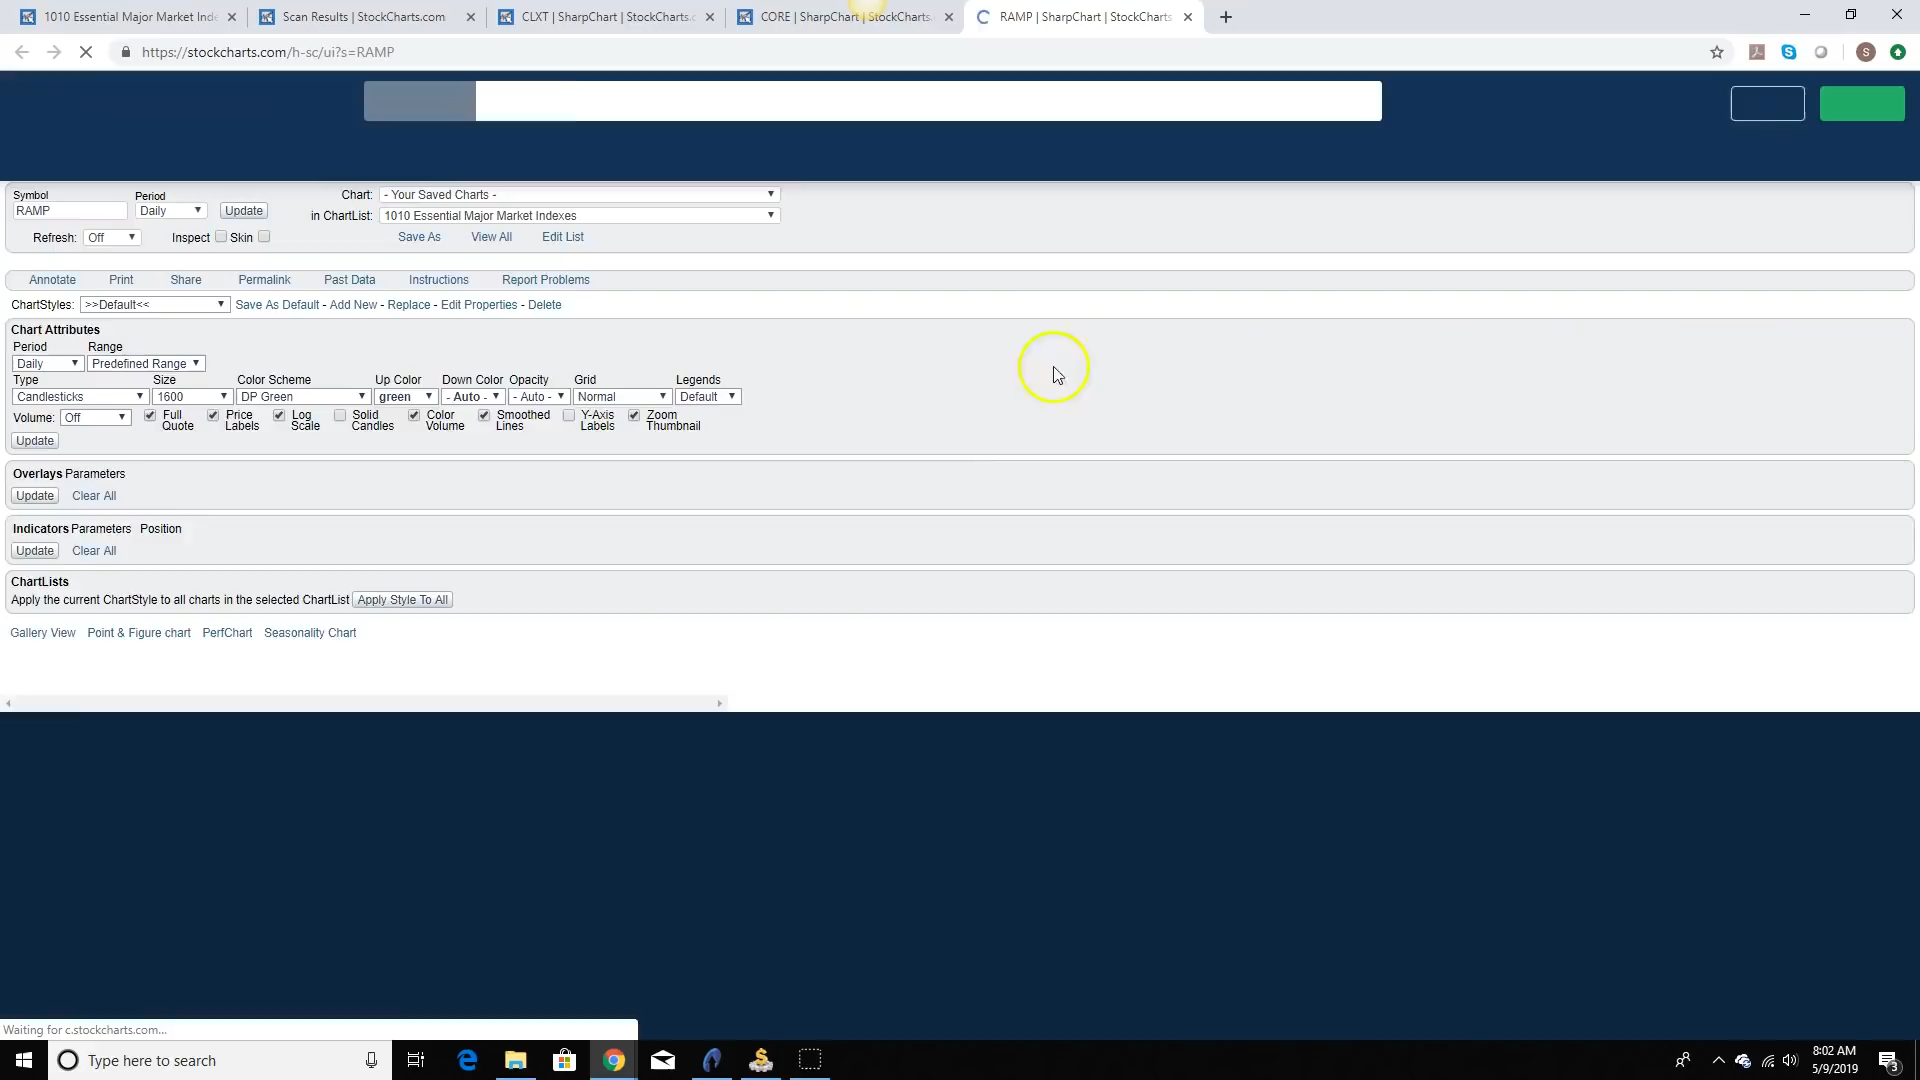 1010 Essential Major Market Inde
Scan Results | StockCharts.com
CLXT | SharpChart | StockCharts.c
CORE | SharpChart | StockCharts.
RAMP | SharpChart | StockCharts
https://stockcharts.com/h-sc/ui?s=RAMP
S
Symbol Period Chart: - Your Saved Charts -
RAMP Daily Update in ChartList: 1010 Essential Major Market Indexes
Refresh: Off Inspect Skin Save As View All Edit List
Annotate Print Share Permalink Past Data Instructions Report Problems
ChartStyles: >>Default<< Save As Default - Add New - Replace - Edit Properties - Delete
Chart Attributes
Period Range
Daily Predefined Range
Type Size Color Scheme Up Color Down Color Opacity Grid Legends
Candlesticks 1600 DP Green green - Auto - - Auto - Normal Default
Volume: Off Full Quote Price Labels Log Scale Solid Candles Color Volume Smoothed Lines Y-Axis Labels Zoom Thumbnail
Update
Overlays Parameters
Update Clear All
Indicators Parameters Position
Update Clear All
ChartLists
Apply the current ChartStyle to all charts in the selected ChartList Apply Style To All
Gallery View Point & Figure chart PerfChart Seasonality Chart
Waiting for c.stockcharts.com...
Type here to search
8:02 AM
5/9/2019
3